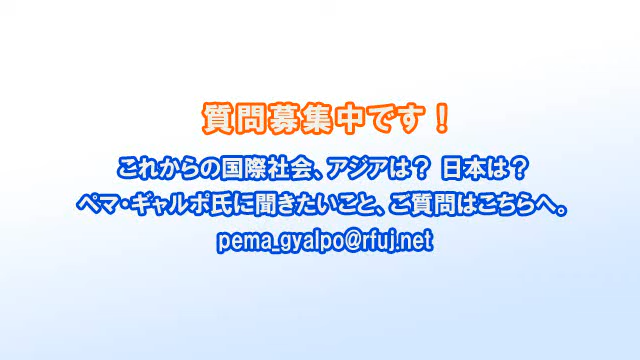 質問募集中です！
これからの国際社会、アジアは？ 日本は？
ペマ・ギャルポ氏に聞きたいこと、ご質問はこちらへ。
pema_gyalpo@rfuj.net